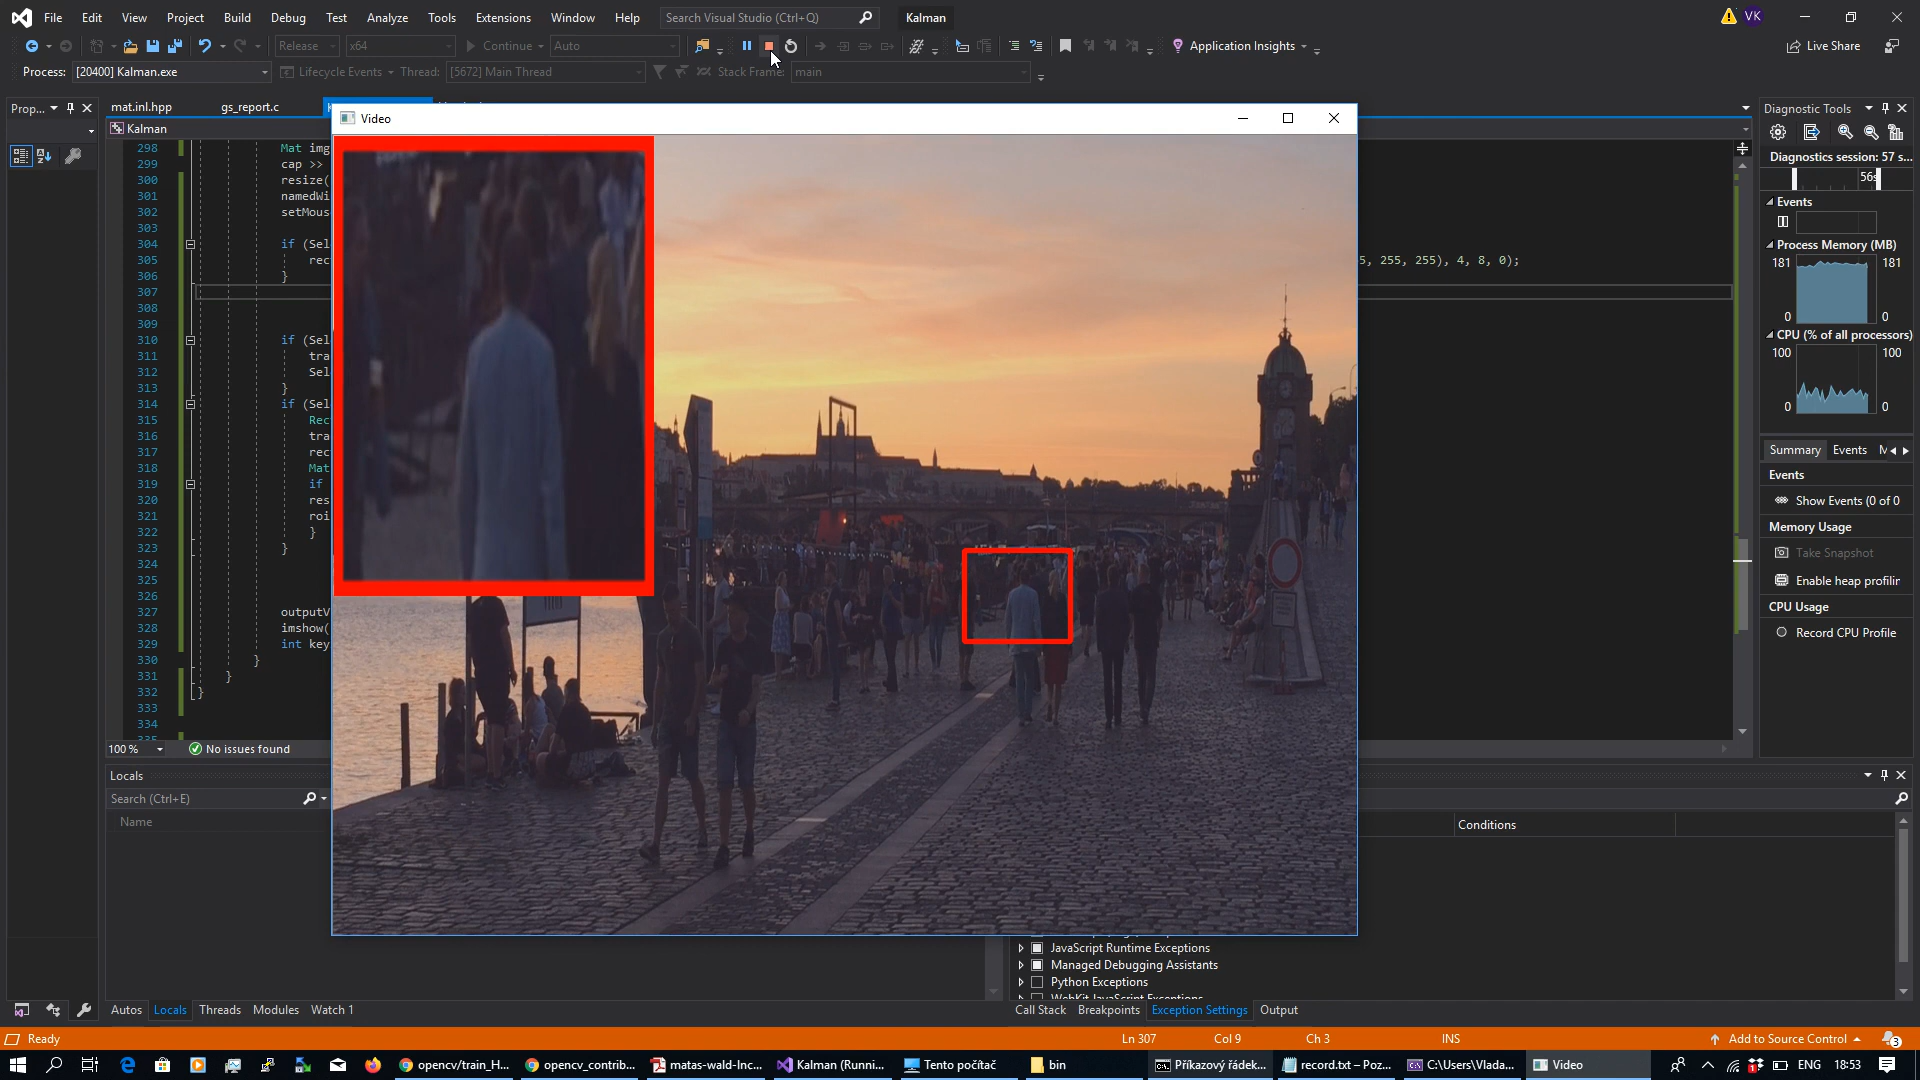 File Edit View Project Build Debug Test Analyze Tools Extensions Window Help Search Visual Studio (Ctrl+Q) Kalman VK
Release x64 Continue Auto Application Insights Live Share
Process: [20400] Kalman.exe Lifecycle Events Thread: [5672] Main Thread Stack Frame: main
Prop... mat.inl.hpp gs_report.c
Kalman
Video
298 Mat img
299 cap >>
300 resize(
301 namedWi
302 setMous
303
304 if (Sel
305 rec 5, 255, 255), 4, 8, 0);
306 }
307
308
309
310 if (Sel
311 tra
312 Sel
313 }
314 if (Sel
315 Rec
316 tra
317 rec
318 Mat
319 if
320 res
321 roi
322 }
323 }
324
325
326
327 outputV
328 imshow(
329 int key
330 }
331 }
332 }
333
334
335
100 % No issues found
Diagnostic Tools
Diagnostics session: 57 s...
56s
Events
Process Memory (MB)
181 181
0 0
CPU (% of all processors)
100 100
0 0
Summary Events M
Events
Show Events (0 of 0
Memory Usage
Take Snapshot
Enable heap profilin
CPU Usage
Record CPU Profile
Locals
Search (Ctrl+E)
Name
Conditions
JavaScript Runtime Exceptions
Managed Debugging Assistants
Python Exceptions
WebKit JavaScript Exceptions
Autos Locals Threads Modules Watch 1
Call Stack Breakpoints Exception Settings Output
Ready Ln 307 Col 9 Ch 3 INS Add to Source Control 3
opencv/train_H... opencv_contrib... matas-wald-Inc... Kalman (Runni... Tento počítač bin Příkazový řádek... record.txt – Poz... C:\Users\Vlada... Video ENG 18:53